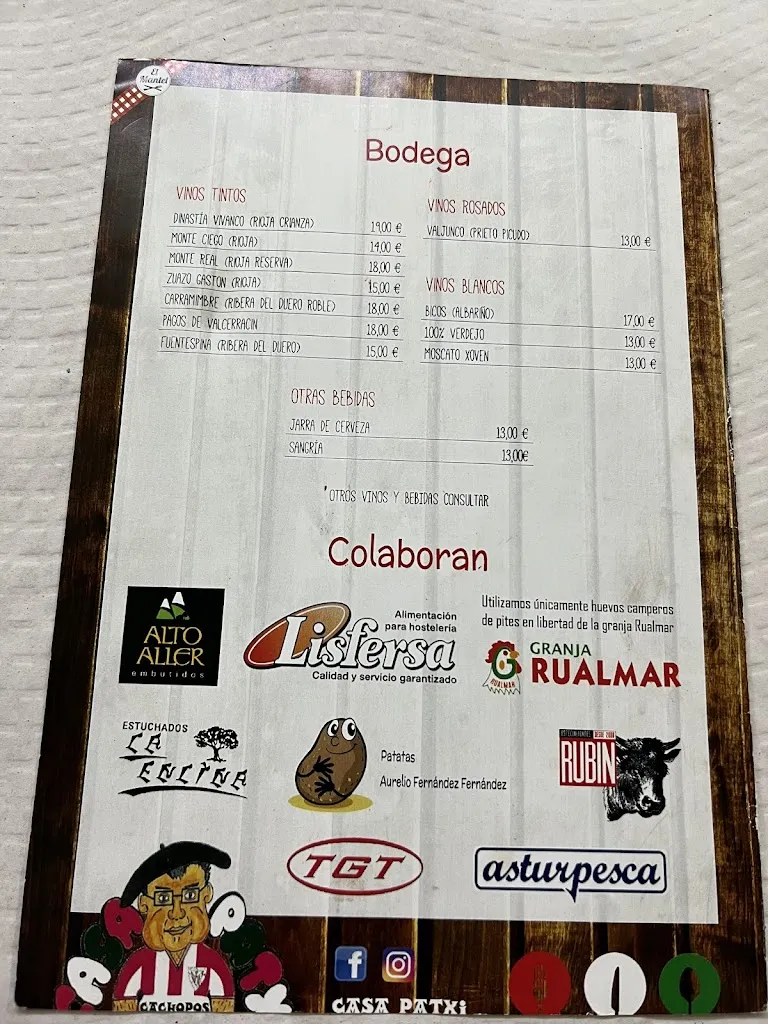 El
Mantel
Bodega
VINOS TINTOS
DINASTÍA VIVANCO (RIOJA CRIANZA) 19,00 €
MONTE CIEGO (RIOJA) 14,00 €
MONTE REAL (RIOJA RESERVA) 18,00 €
ZUAZO GASTON (RIOJA) 15,00 €
CARRAMIMBRE (RIBERA DEL DUERO ROBLE) 18,00 €
PAGOS DE VALCERRACIN 18,00 €
FUENTESPINA (RIBERA DEL DUERO) 15,00 €
VINOS ROSADOS
VALJUNCO (PRIETO PICUDO) 13,00 €
VINOS BLANCOS
BICOS (ALBARIÑO) 17,00 €
100% VERDEJO 13,00 €
MOSCATO XOVEN 13,00 €
OTRAS BEBIDAS
JARRA DE CERVEZA 13,00 €
SANGRÍA 13,00€
*OTROS VINOS Y BEBIDAS CONSULTAR
Colaboran
ALTO
ALLER
embutidos
Alimentación
para hostelería
Lisfersa
Calidad y servicio garantizado
Utilizamos únicamente huevos camperos
de pites en libertad de la granja Rualmar
GRANJA
RUALMAR
RUALMAR
ESTUCHADOS
LA
ENCINA
Patatas
Aurelio Fernández Fernández
RUBIN
TGT
asturpesca
CASA PATXI
CACHOPOS
CASA PATXI